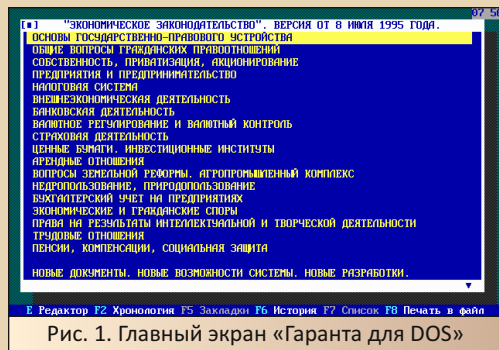 07 50
[■] "ЭКОНОМИЧЕСКОЕ ЗАКОНОДАТЕЛЬСТВО". ВЕРСИЯ ОТ 8 ИЮЛЯ 1995 ГОДА.
ОСНОВЫ ГОСУДАРСТВЕННО-ПРАВОВОГО УСТРОЙСТВА
ОБЩИЕ ВОПРОСЫ ГРАЖДАНСКИХ ПРАВООТНОШЕНИЙ
СОБСТВЕННОСТЬ, ПРИВАТИЗАЦИЯ, АКЦИОНИРОВАНИЕ
ПРЕДПРИЯТИЯ И ПРЕДПРИНИМАТЕЛЬСТВО
НАЛОГОВАЯ СИСТЕМА
ВНЕШНЕЭКОНОМИЧЕСКАЯ ДЕЯТЕЛЬНОСТЬ
БАНКОВСКАЯ ДЕЯТЕЛЬНОСТЬ
ВАЛЮТНОЕ РЕГУЛИРОВАНИЕ И ВАЛЮТНЫЙ КОНТРОЛЬ
СТРАХОВАЯ ДЕЯТЕЛЬНОСТЬ
ЦЕННЫЕ БУМАГИ. ИНВЕСТИЦИОННЫЕ ИНСТИТУТЫ
АРЕНДНЫЕ ОТНОШЕНИЯ
ВОПРОСЫ ЗЕМЕЛЬНОЙ РЕФОРМЫ. АГРОПРОМЫШЛЕННЫЙ КОМПЛЕКС
НЕДРОПОЛЬЗОВАНИЕ, ПРИРОДОПОЛЬЗОВАНИЕ
БУХГАЛТЕРСКИЙ УЧЕТ НА ПРЕДПРИЯТИЯХ
ЭКОНОМИЧЕСКИЕ И ГРАЖДАНСКИЕ СПОРЫ
ПРАВА НА РЕЗУЛЬТАТЫ ИНТЕЛЛЕКТУАЛЬНОЙ И ТВОРЧЕСКОЙ ДЕЯТЕЛЬНОСТИ
ТРУДОВЫЕ ОТНОШЕНИЯ
ПЕНСИИ, КОМПЕНСАЦИИ, СОЦИАЛЬНАЯ ЗАЩИТА
НОВЫЕ ДОКУМЕНТЫ. НОВЫЕ ВОЗМОЖНОСТИ СИСТЕМЫ. НОВЫЕ РАЗРАБОТКИ.
E Редактор F2 Хронология F5 Закладки F6 История F7 Список F8 Печать в файл
Рис. 1. Главный экран «Гаранта для DOS»